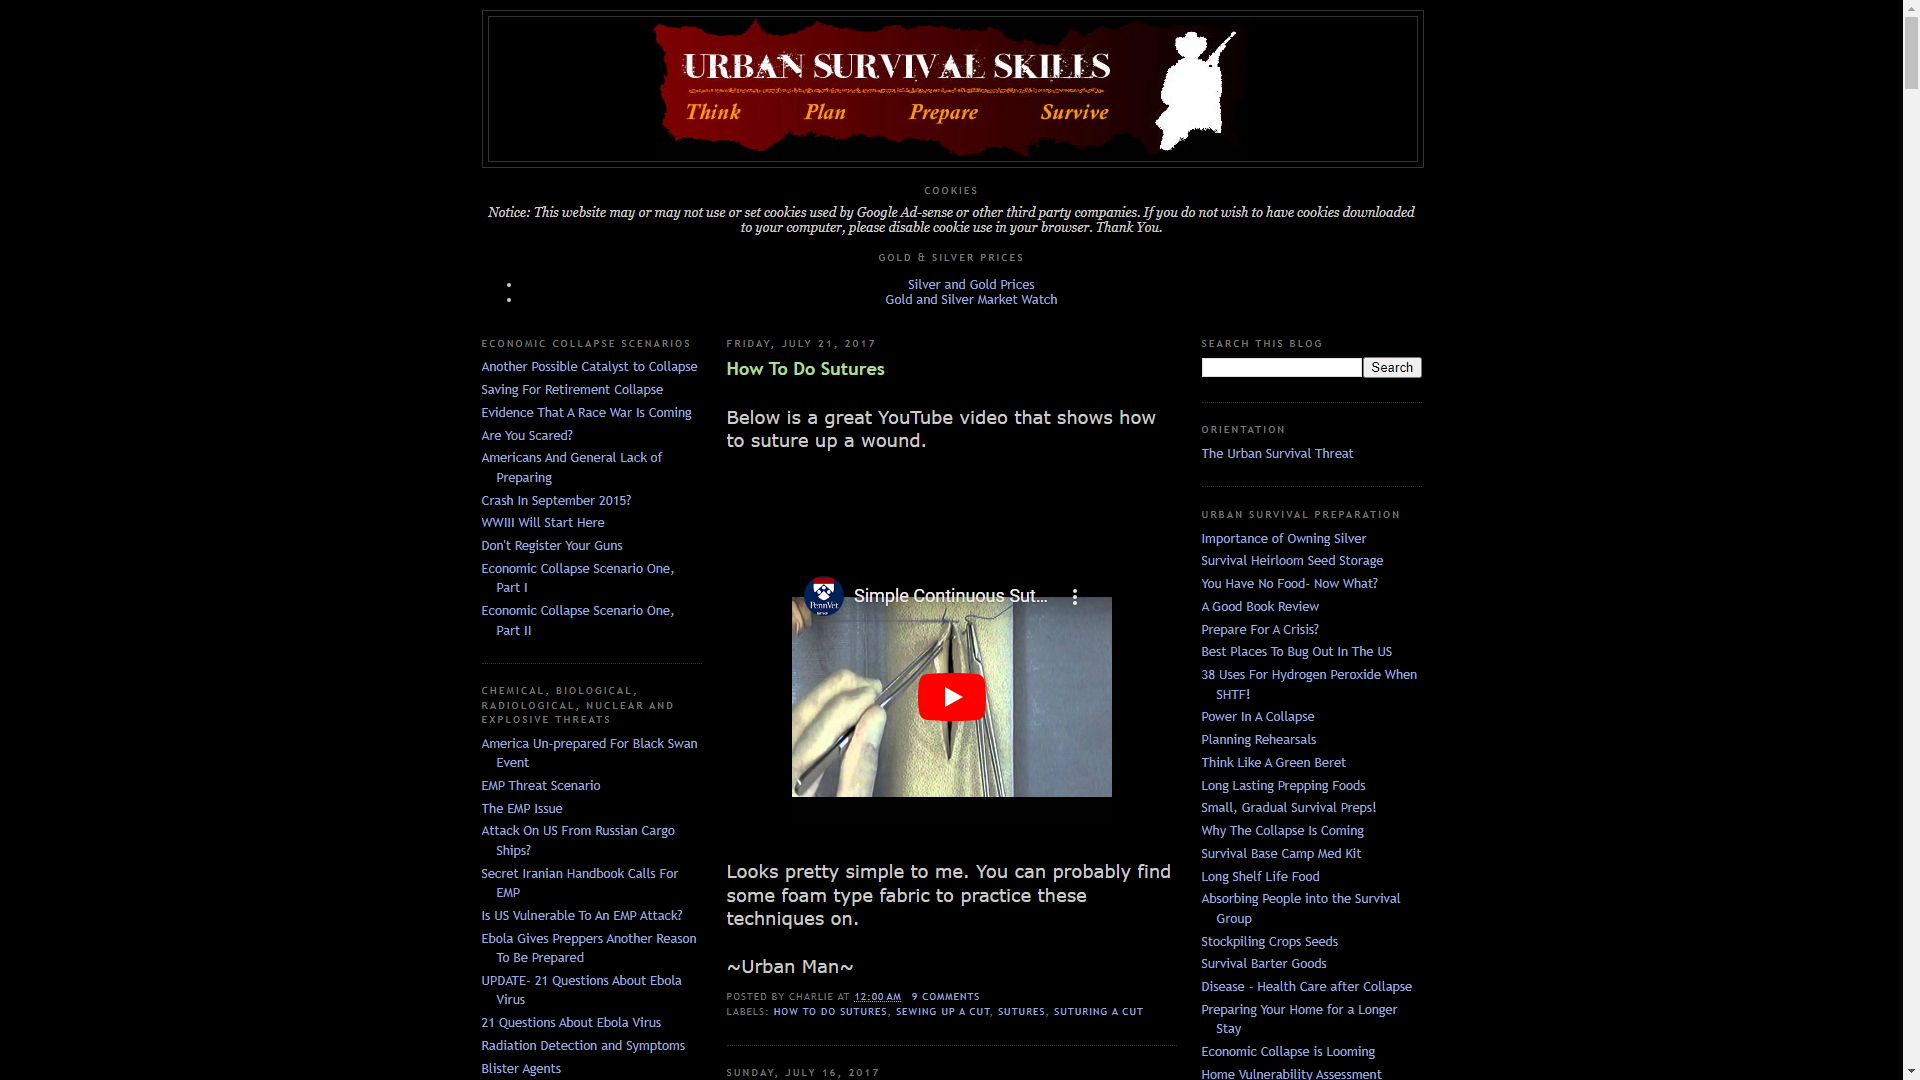 URBAN SURVIVAL SKILLS
Think Plan Prepare Survive
COOKIES
Notice: This website may or may not use or set cookies used by Google Ad-sense or other third party companies. If you do not wish to have cookies downloaded
to your computer, please disable cookie use in your browser. Thank You.
GOLD & SILVER PRICES
Silver and Gold Prices
Gold and Silver Market Watch
ECONOMIC COLLAPSE SCENARIOS
Another Possible Catalyst to Collapse
Saving For Retirement Collapse
Evidence That A Race War Is Coming
Are You Scared?
Americans And General Lack of
Preparing
Crash In September 2015?
WWIII Will Start Here
Don't Register Your Guns
Economic Collapse Scenario One,
Part I
Economic Collapse Scenario One,
Part II
CHEMICAL, BIOLOGICAL,
RADIOLOGICAL, NUCLEAR AND
EXPLOSIVE THREATS
America Un-prepared For Black Swan
Event
EMP Threat Scenario
The EMP Issue
Attack On US From Russian Cargo
Ships?
Secret Iranian Handbook Calls For
EMP
Is US Vulnerable To An EMP Attack?
Ebola Gives Preppers Another Reason
To Be Prepared
UPDATE- 21 Questions About Ebola
Virus
21 Questions About Ebola Virus
Radiation Detection and Symptoms
Blister Agents
FRIDAY, JULY 21, 2017
How To Do Sutures
Below is a great YouTube video that shows how
to suture up a wound.
PennVet
Simple Continuous Sut...
Looks pretty simple to me. You can probably find
some foam type fabric to practice these
techniques on.
~Urban Man~
POSTED BY CHARLIE AT 12:00 AM 9 COMMENTS
LABELS: HOW TO DO SUTURES, SEWING UP A CUT, SUTURES, SUTURING A CUT
SUNDAY, JULY 16, 2017
SEARCH THIS BLOG
Search
ORIENTATION
The Urban Survival Threat
URBAN SURVIVAL PREPARATION
Importance of Owning Silver
Survival Heirloom Seed Storage
You Have No Food- Now What?
A Good Book Review
Prepare For A Crisis?
Best Places To Bug Out In The US
38 Uses For Hydrogen Peroxide When
SHTF!
Power In A Collapse
Planning Rehearsals
Think Like A Green Beret
Long Lasting Prepping Foods
Small, Gradual Survival Preps!
Why The Collapse Is Coming
Survival Base Camp Med Kit
Long Shelf Life Food
Absorbing People into the Survival
Group
Stockpiling Crops Seeds
Survival Barter Goods
Disease - Health Care after Collapse
Preparing Your Home for a Longer
Stay
Economic Collapse is Looming
Home Vulnerability Assessment